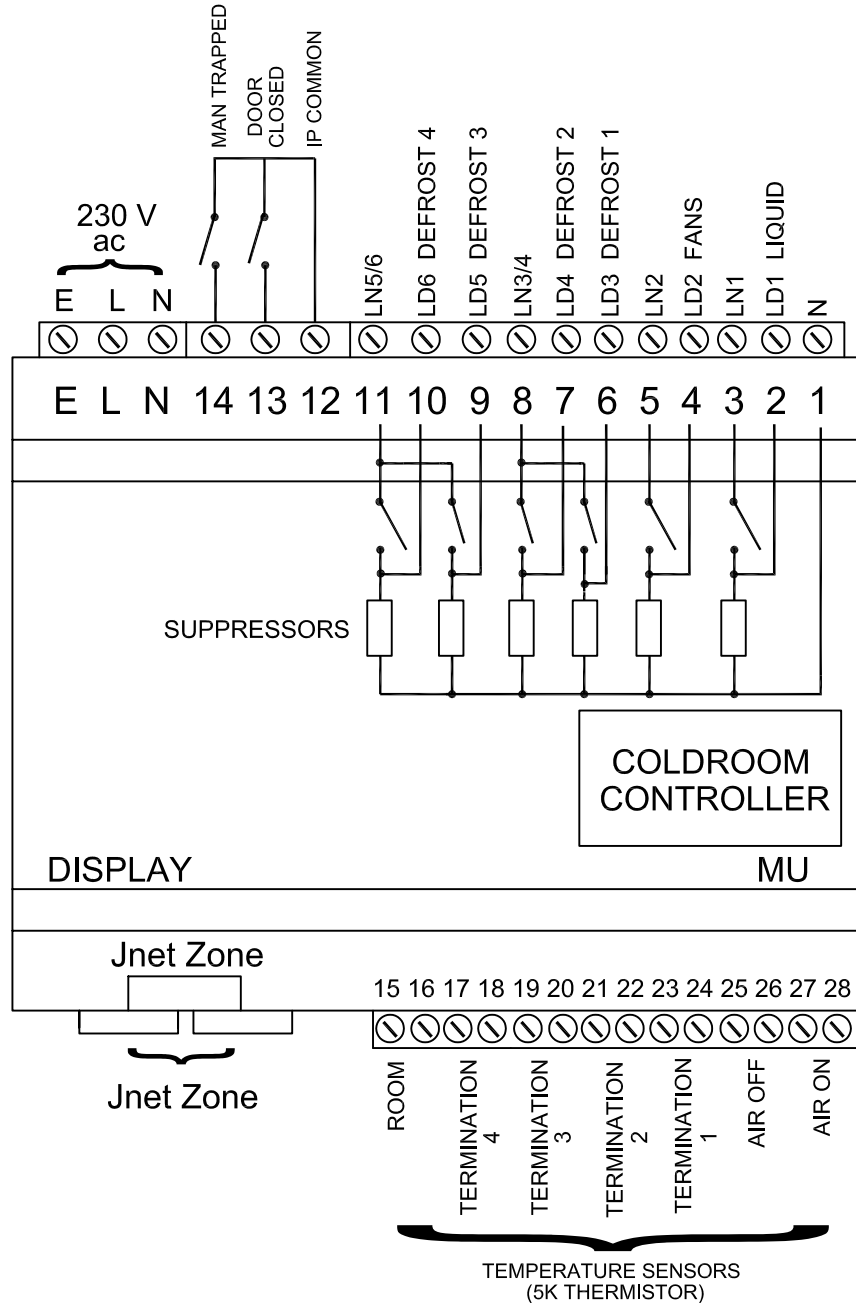 MAN TRAPPED
DOOR
CLOSED
IP COMMON
230 V
ac
E L N
LN5/6
LD6 DEFROST 4
LD5 DEFROST 3
LN3/4
LD4 DEFROST 2
LD3 DEFROST 1
LN2
LD2 FANS
LN1
LD1 LIQUID
N
E L N 14 13 12 11 10 9 8 7 6 5 4 3 2 1
SUPPRESSORS
COLDROOM
CONTROLLER
DISPLAY
MU
Jnet Zone
15 16 17 18 19 20 21 22 23 24 25 26 27 28
Jnet Zone
ROOM
TERMINATION
4
TERMINATION
3
TERMINATION
2
TERMINATION
1
AIR OFF
AIR ON
TEMPERATURE SENSORS
(5K THERMISTOR)